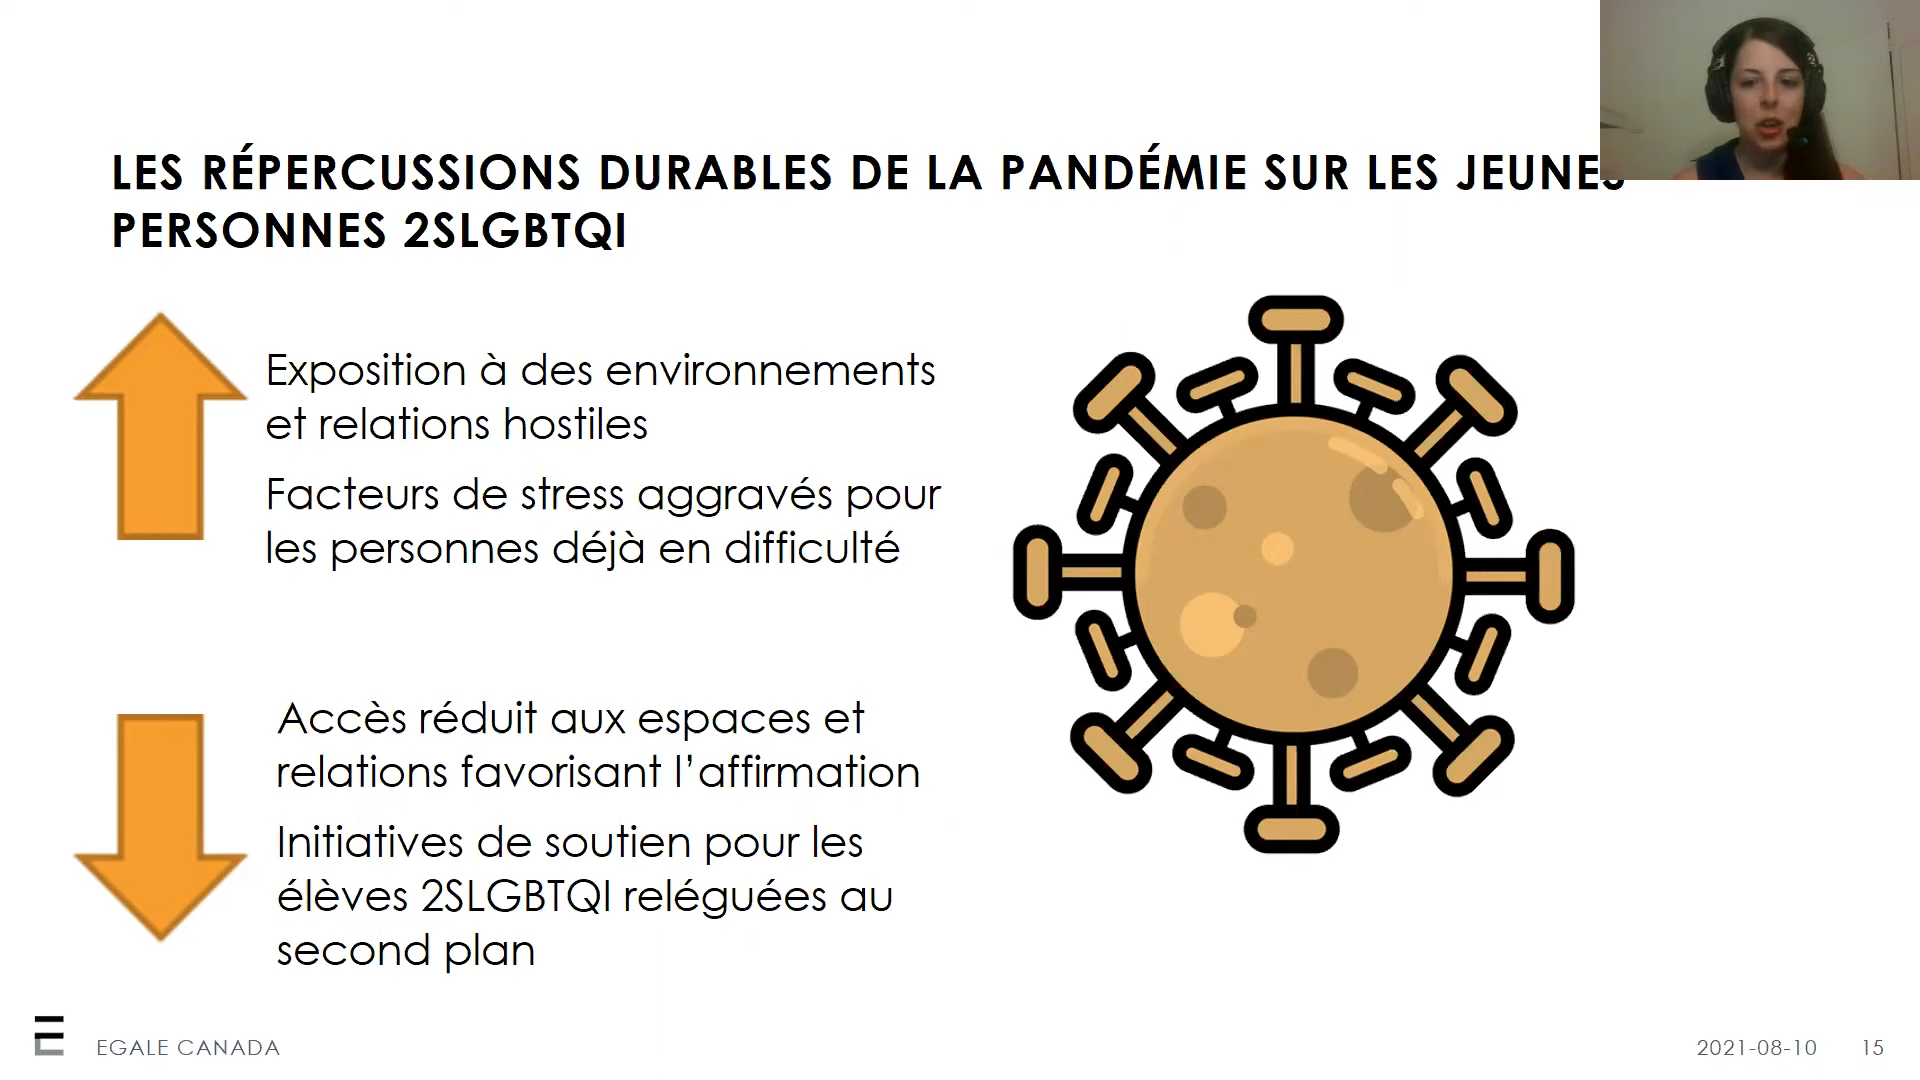 LES RÉPERCUSSIONS DURABLES DE LA PANDÉMIE SUR LES JEUNES
PERSONNES 2SLGBTQI
Exposition à des environnements
et relations hostiles
Facteurs de stress aggravés pour
les personnes déjà en difficulté
Accès réduit aux espaces et
relations favorisant l’affirmation
Initiatives de soutien pour les
élèves 2SLGBTQI reléguées au
second plan
EGALE CANADA
2021-08-10
15